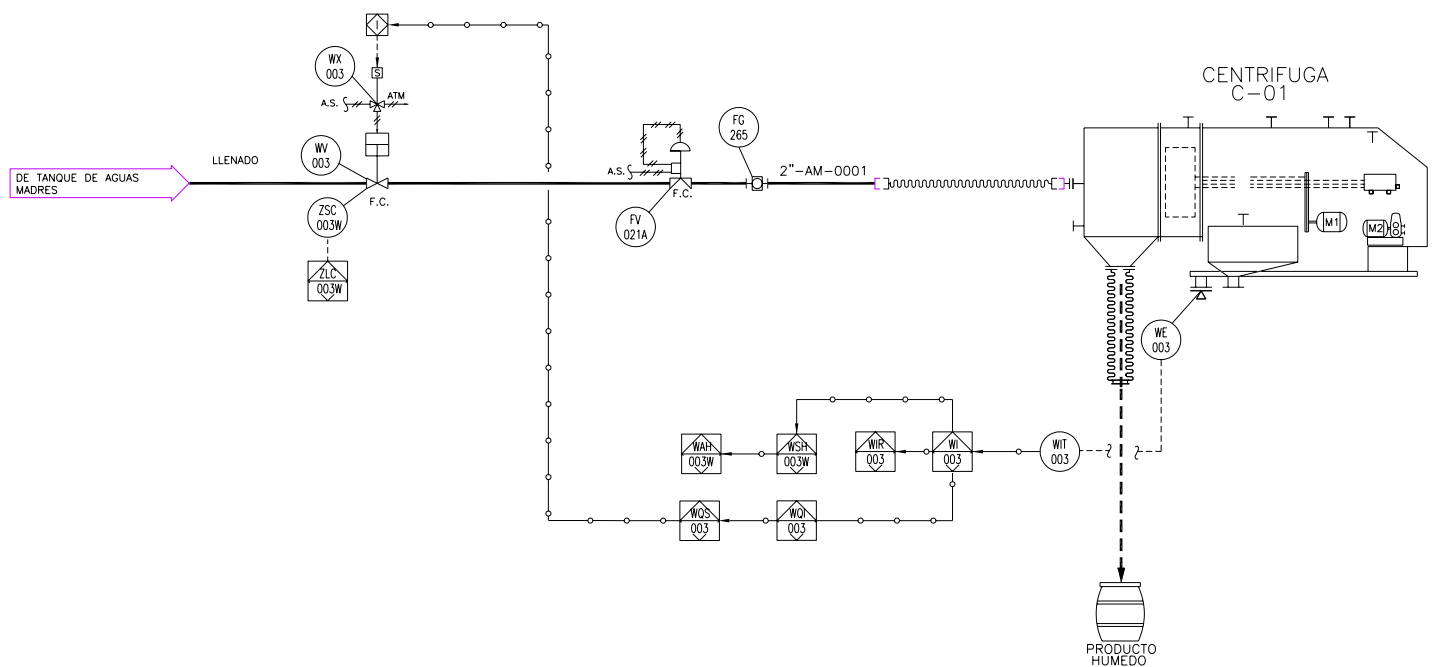 I
WX
003
S
A.S.
ATM
CENTRIFUGA
C-01
FG
265
WV
003
LLENADO
A.S.
DE TANQUE DE AGUAS
MADRES
2"-AM-0001
F.C.
F.C.
ZSC
003W
FV
021A
M1
M2
ZLC
003W
WE
003
WAH
003W
WSH
003W
WIR
003
WI
003
WIT
003
WQS
003
WQI
003
PRODUCTO
HUMEDO